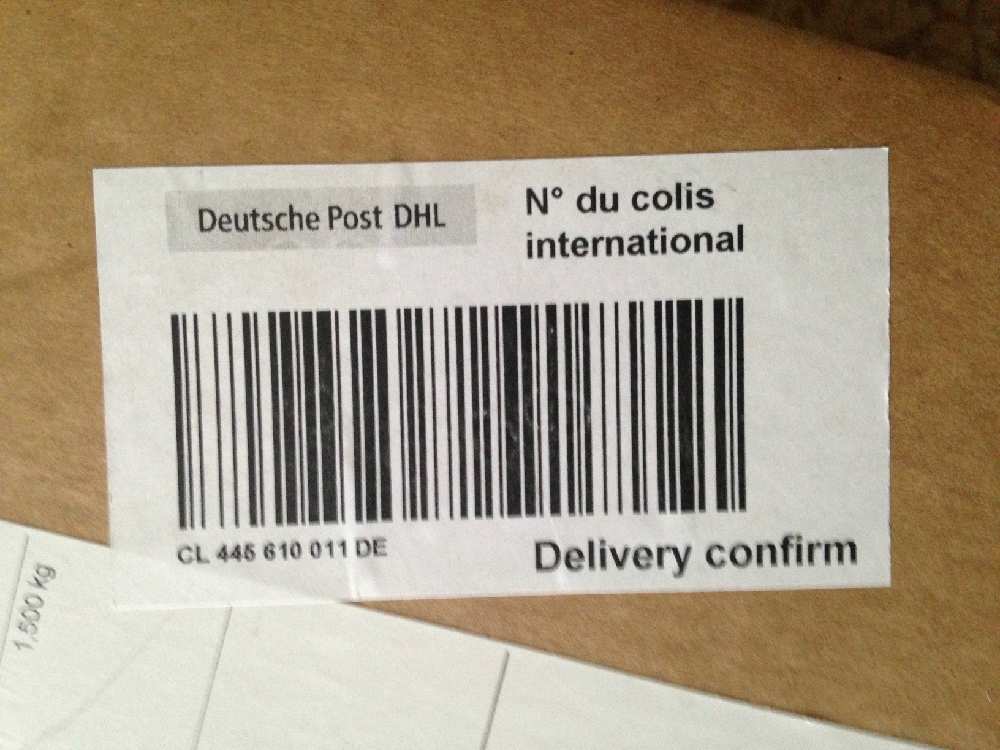 Deutsche Post DHL
N° du colis
international
CL 445 610 011 DE
Delivery confirm
1,500 kg